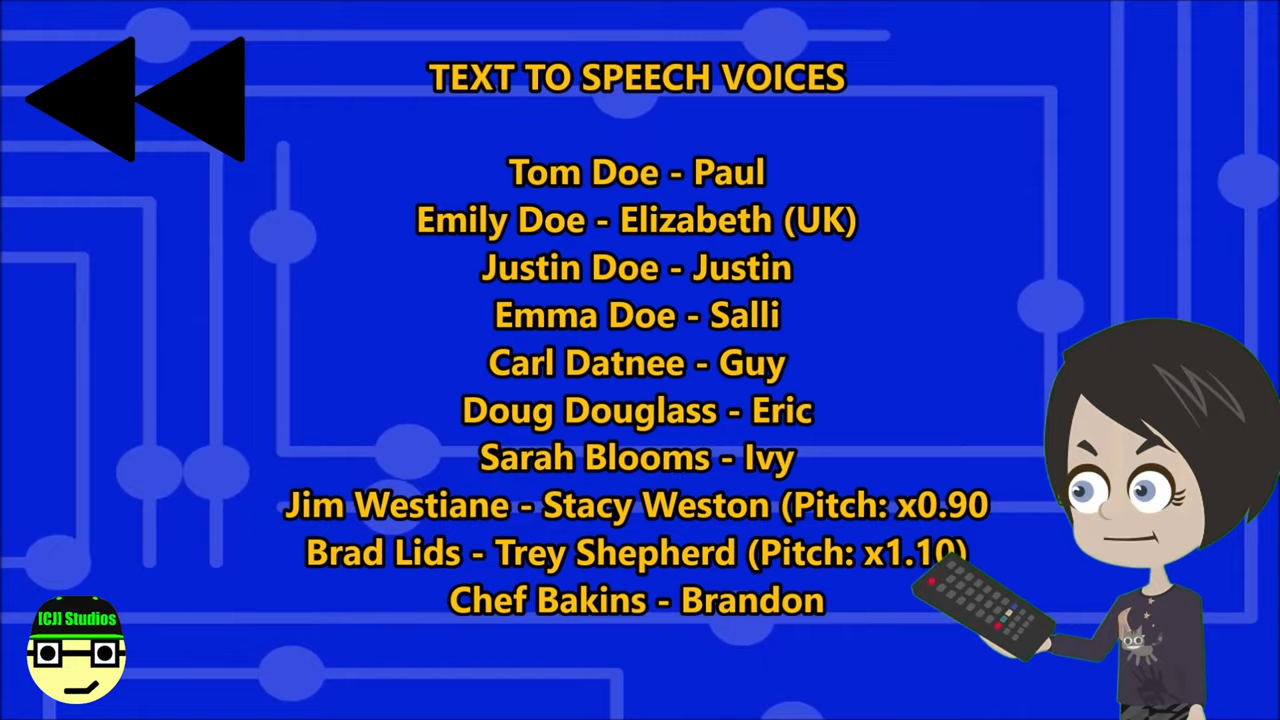 TEXT TO SPEECH VOICES
Tom Doe - Paul
Emily Doe - Elizabeth (UK)
Justin Doe - Justin
Emma Doe - Salli
Carl Datnee - Guy
Doug Douglass - Eric
Sarah Blooms - Ivy
Jim Westiane - Stacy Weston (Pitch: x0.90
Brad Lids - Trey Shepherd (Pitch: x1.10)
Chef Bakins - Brandon
[CJ] Studios